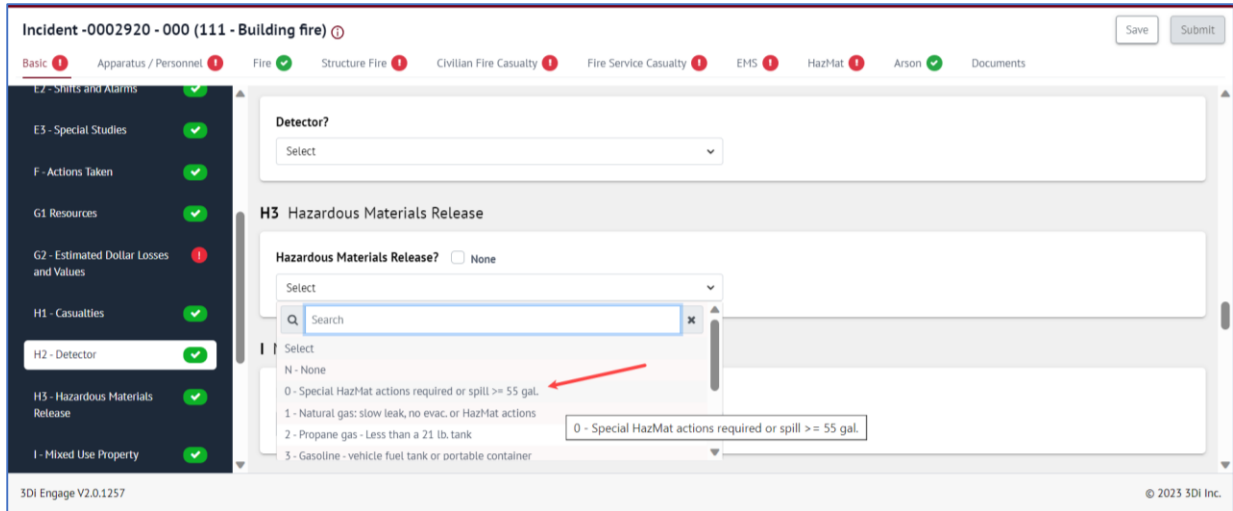 Incident -0002920 - 000 (111 - Building fire)
Save
Submit
Basic
Apparatus / Personnel
Fire
Structure Fire
Civilian Fire Casualty
Fire Service Casualty
EMS
HazMat
Arson
Documents
E2 - Shifts and Alarms
E3 - Special Studies
F - Actions Taken
G1 Resources
G2 - Estimated Dollar Losses
and Values
H1 - Casualties
H2 - Detector
H3 - Hazardous Materials
Release
I - Mixed Use Property
Detector?
Select
H3 Hazardous Materials Release
Hazardous Materials Release?
None
Select
Search
I
Select
N - None
0 - Special HazMat actions required or spill >= 55 gal.
1 - Natural gas: slow leak, no evac. or HazMat actions
2 - Propane gas - Less than a 21 lb. tank
3 - Gasoline - vehicle fuel tank or portable container
0 - Special HazMat actions required or spill >= 55 gal.
3Di Engage V2.0.1257
© 2023 3Di Inc.